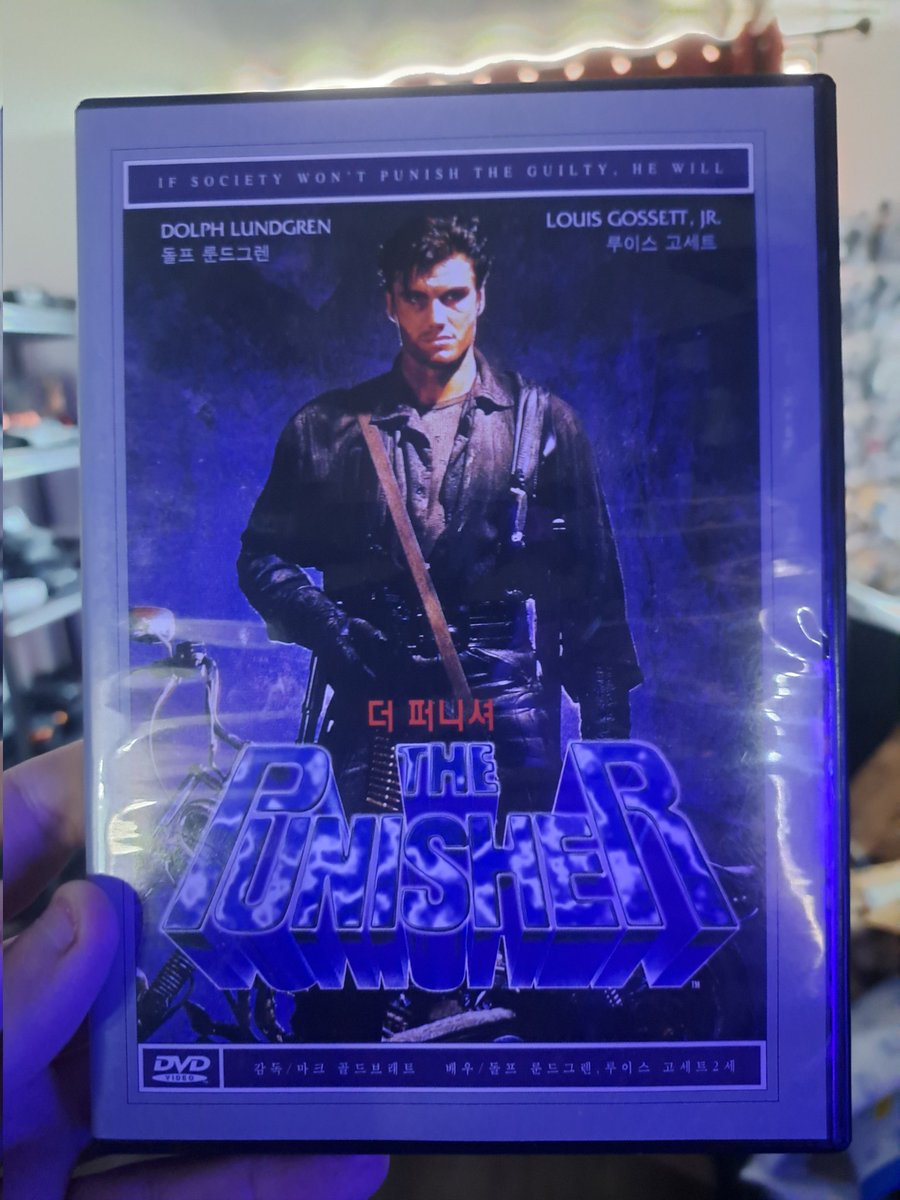 IF SOCIETY WON'T PUNISH THE GUILTY, HE WILL
DOLPH LUNDGREN
돌프 룬드그렌
LOUIS GOSSETT, JR.
루이스 고세트
더 퍼니셔
THE
PUNISHER
TM
DVD
VIDEO
감독/마크 골드브래트 배우/돌프 룬드그렌,루이스 고세트2세